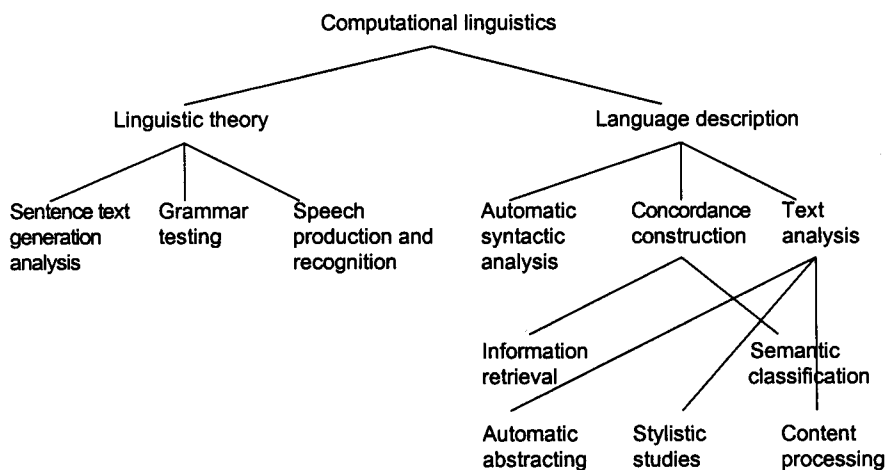 Computational linguistics
Linguistic theory
Language description
Sentence text
generation
analysis
Grammar
testing
Speech
production and
recognition
Automatic
syntactic
analysis
Concordance
construction
Text
analysis
Information
retrieval
Semantic
classification
Automatic
abstracting
Stylistic
studies
Content
processing